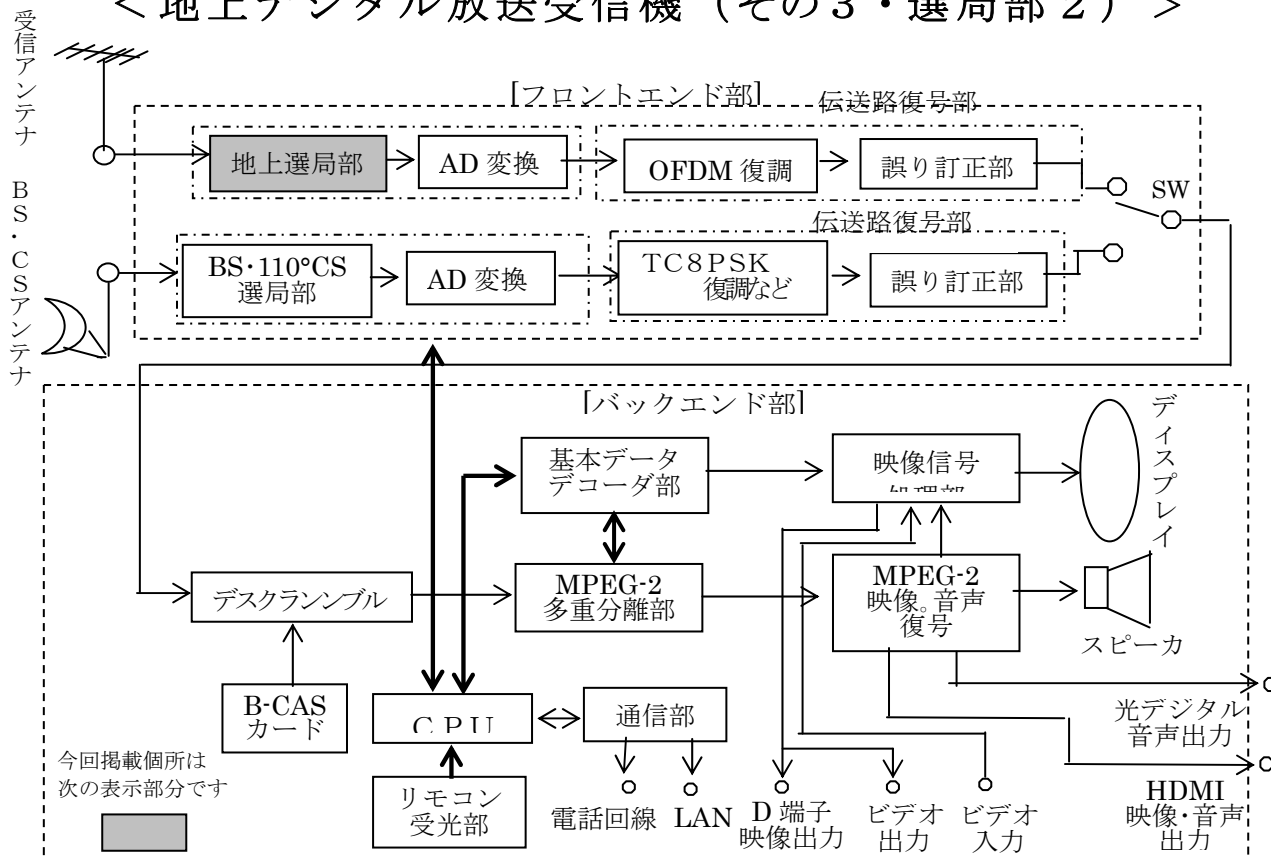 ＜地上デジタル放送受信機（その３・選局部２）＞
受信アンテナ
[フロントエンド部]
伝送路復号部
地上選局部
AD 変換
OFDM 復調
誤り訂正部
SW
ＢＳ・ＣＳアンテナ
伝送路復号部
BS･110°CS
選局部
AD 変換
ＴＣ８ＰＳＫ
復調など
誤り訂正部
[バックエンド部]
基本データ
デコーダ部
映像信号
処理部
ディスプレイ
デスクランンブル
MPEG-2
多重分離部
MPEG-2
映像。音声
復号
スピーカ
B-CAS
カード
ＣＰＵ
通信部
光デジタル
音声出力
今回掲載個所は
次の表示部分です
リモコン
受光部
電話回線
LAN
D 端子
映像出力
ビデオ
出力
ビデオ
入力
HDMI
映像･音声
出力